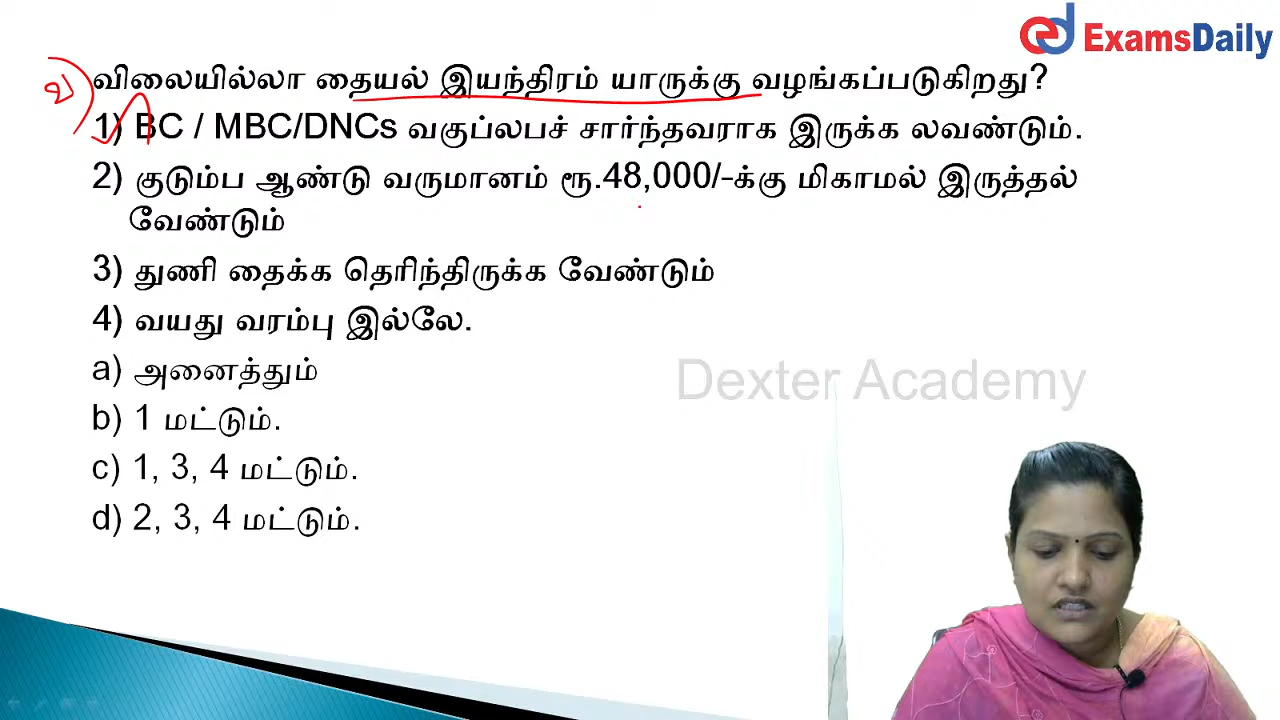 ExamsDaily
வ)
விலையில்லா தையல் இயந்திரம் யாருக்கு வழங்கப்படுகிறது?
1) BC / MBC/DNCs வகுப்லபச் சார்ந்தவராக இருக்க லவண்டும்.
2) குடும்ப ஆண்டு வருமானம் ரூ.48,000/-க்கு மிகாமல் இருத்தல்
வேண்டும்
3) துணி தைக்க தெரிந்திருக்க வேண்டும்
4) வயது வரம்பு இல்லே.
a) அனைத்தும்
b) 1 மட்டும்.
c) 1, 3, 4 மட்டும்.
d) 2, 3, 4 மட்டும்.
Dexter Academy